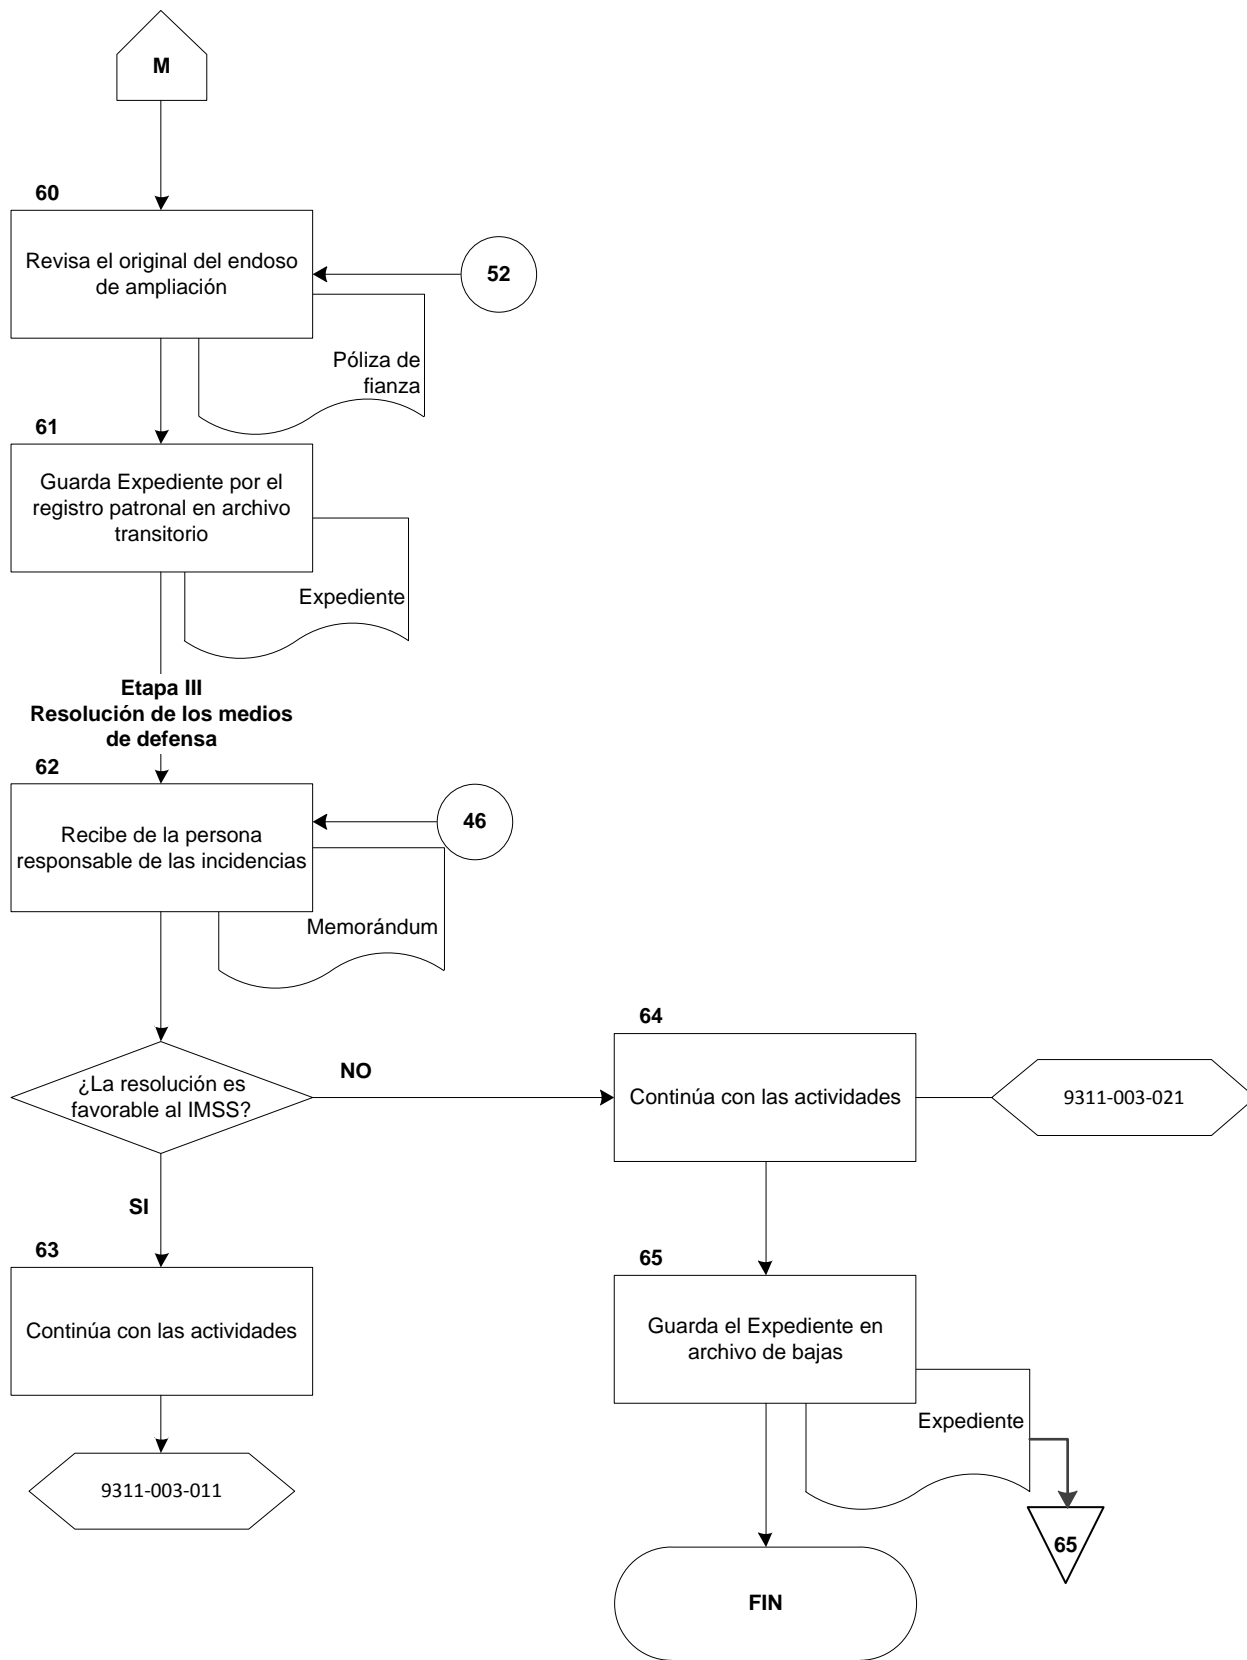 M
60
Revisa el original del endoso
de ampliación
52
Póliza de
fianza
61
Guarda Expediente por el
registro patronal en archivo
transitorio
Expediente
Etapa III
Resolución de los medios
de defensa
62
Recibe de la persona
responsable de las incidencias
46
Memorándum
¿La resolución es
favorable al IMSS?
NO
64
Continúa con las actividades
9311-003-021
SI
63
Continúa con las actividades
9311-003-011
65
Guarda el Expediente en
archivo de bajas
Expediente
65
FIN